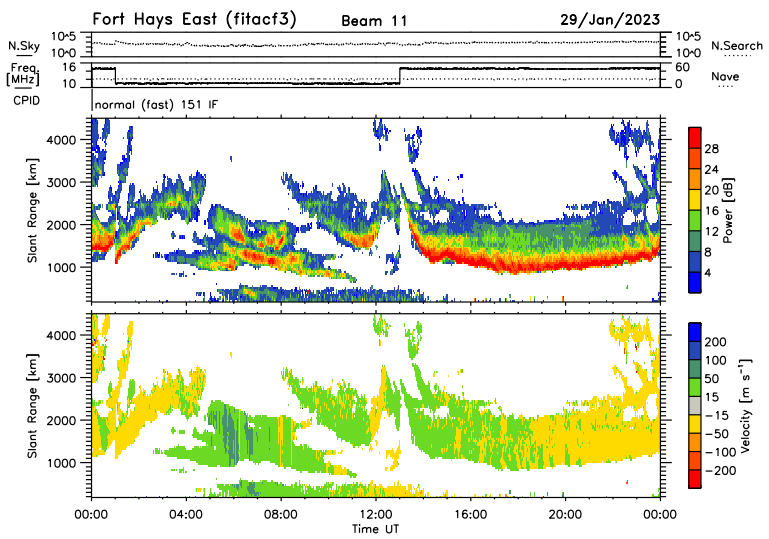 Fort Hays East (fitacf3) Beam 11 29/Jan/2023
N.Sky 10^5 10^0 10^5 10^0 N.Search
Freq. [MHz] 16 10 60 0 Nave
CPID normal (fast) 151 IF
Slant Range [km] 4000 3000 2000 1000
Power [dB] 28 24 20 16 12 8 4
Slant Range [km] 4000 3000 2000 1000
Velocity [m s⁻¹] 200 100 50 15 −15 −50 −100 −200
00:00 04:00 08:00 12:00 16:00 20:00 00:00
Time UT